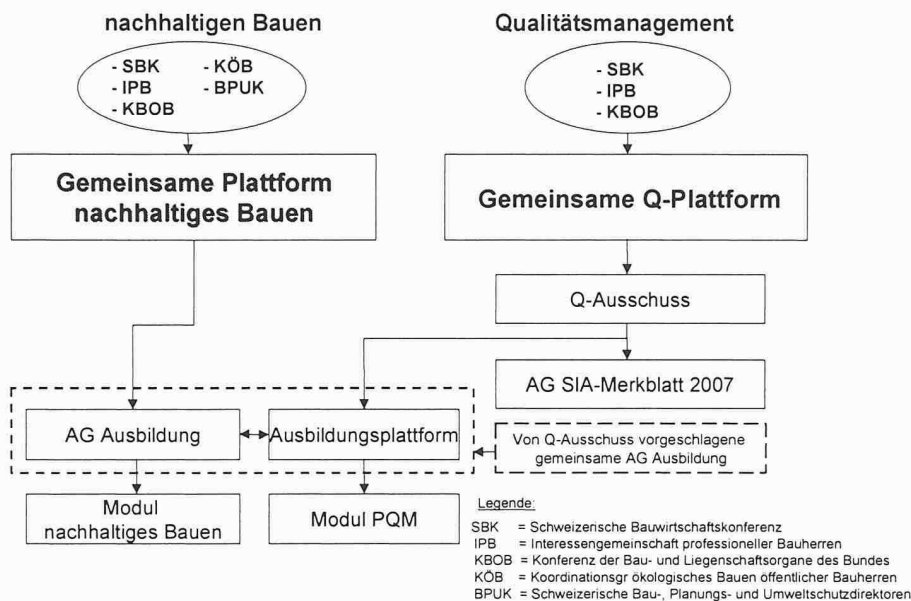 nachhaltigen Bauen
- SBK - KÖB
- IPB - BPUK
- KBOB
Gemeinsame Plattform
nachhaltiges Bauen
Qualitätsmanagement
- SBK
- IPB
- KBOB
Gemeinsame Q-Plattform
Q-Ausschuss
AG SIA-Merkblatt 2007
AG Ausbildung
Ausbildungsplattform
Von Q-Ausschuss vorgeschlagene
gemeinsame AG Ausbildung
Modul
nachhaltiges Bauen
Modul PQM
Legende:
SBK = Schweizerische Bauwirtschaftskonferenz
IPB = Interessengemeinschaft professioneller Bauherren
KBOB = Konferenz der Bau- und Liegenschaftsorgane des Bundes
KÖB = Koordinationsgr ökologisches Bauen öffentlicher Bauherren
BPUK = Schweizerische Bau-, Planungs- und Umweltschutzdirektoren